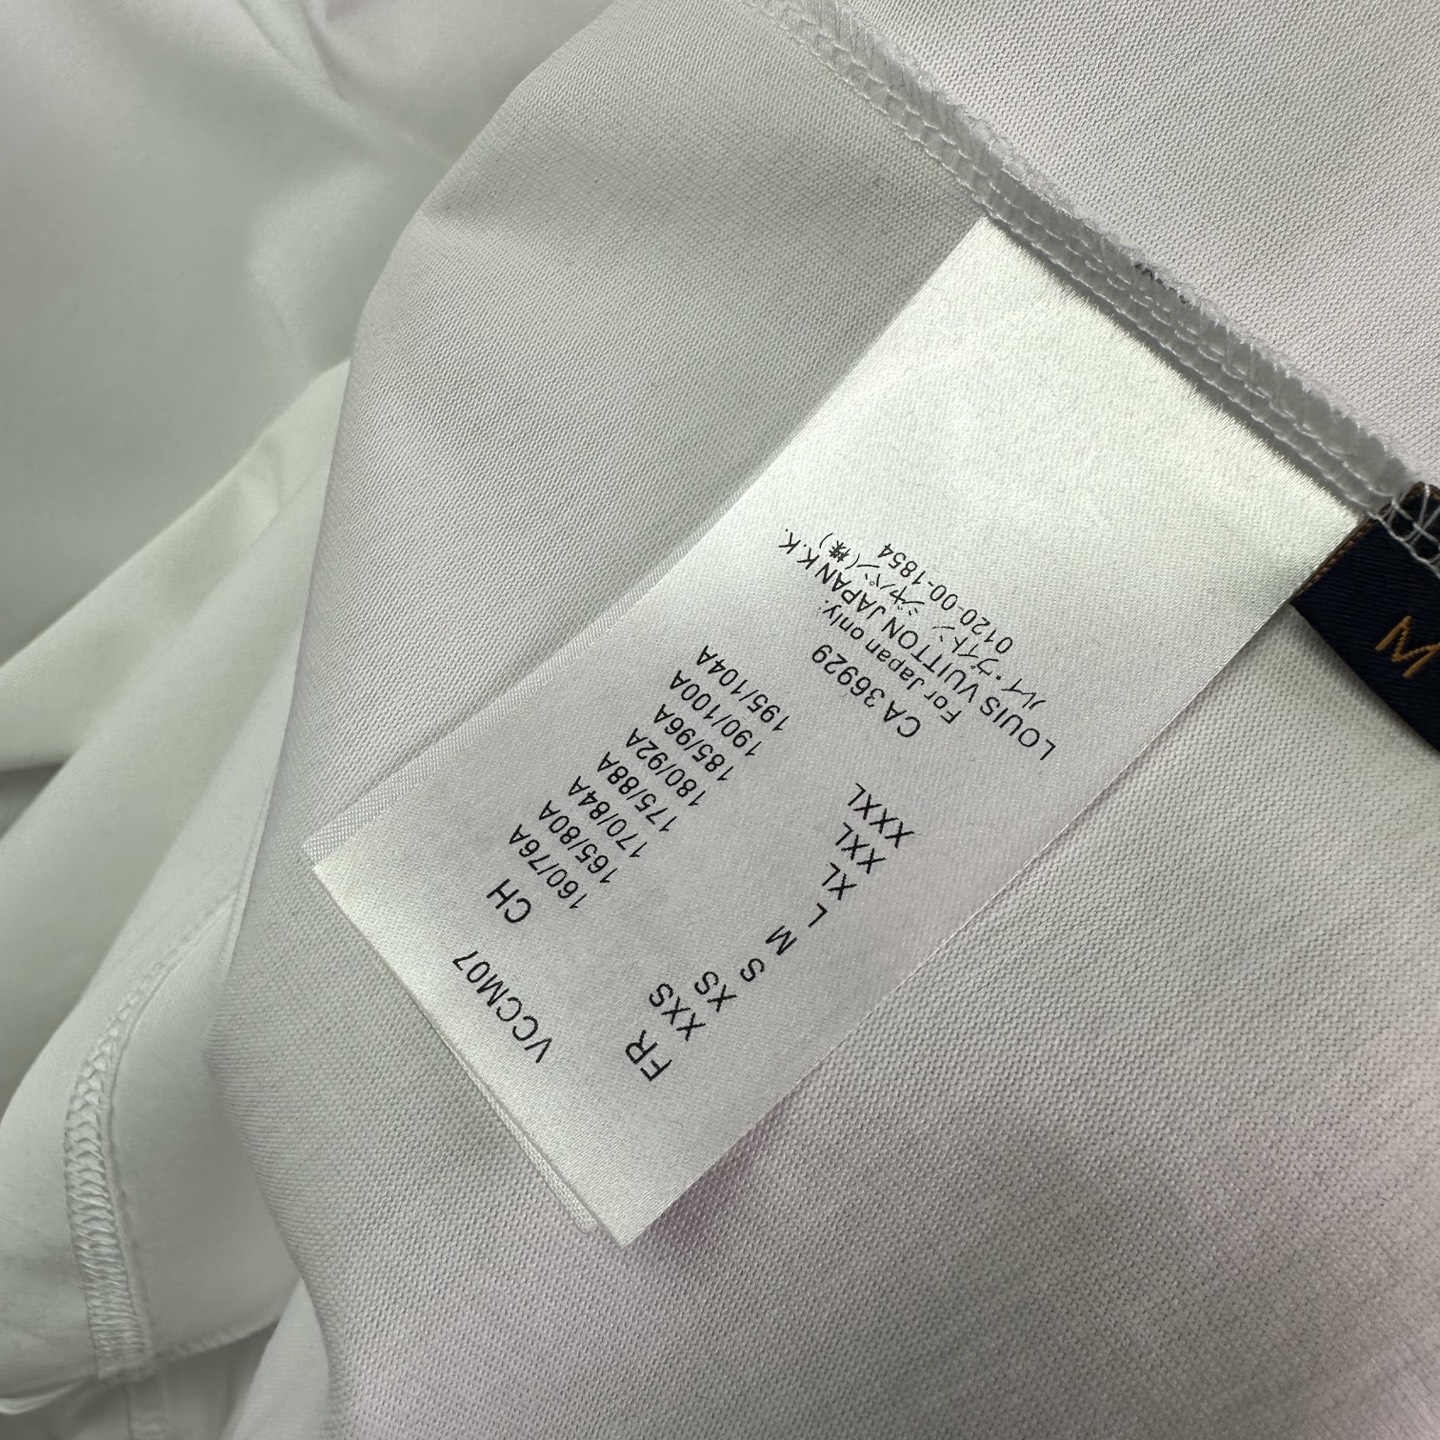 VCCM07
FR CH
XXS 160/76A
XS 165/80A
S 170/84A
M 175/88A
L 180/92A
XL 185/96A
XXL 190/100A
XXXL 195/104A
CA 36929
For Japan only:
LOUIS VUITTON JAPAN K.K.
ルイ・ヴイトン ジャパン(株)
0120-00-1854
M